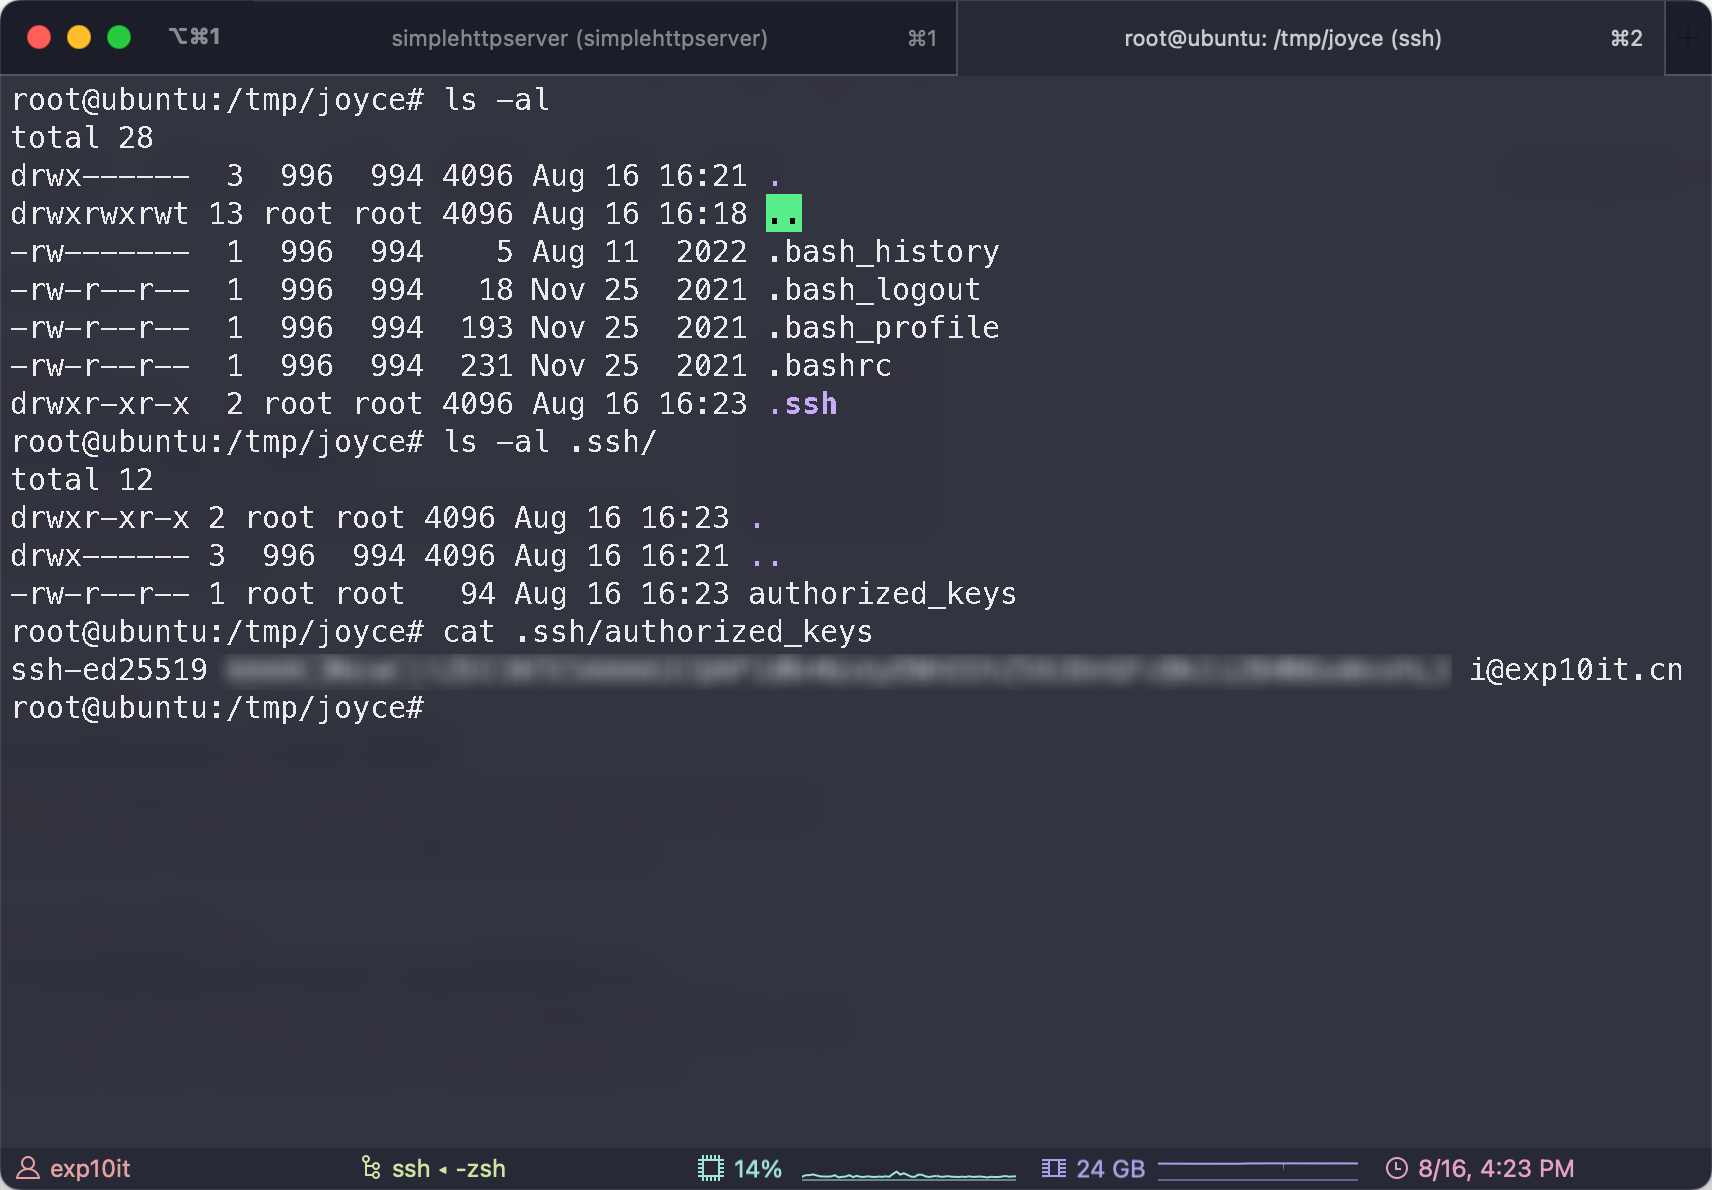 ⌥⌘1 simplehttpserver (simplehttpserver) ⌘1 root@ubuntu: /tmp/joyce (ssh) ⌘2
root@ubuntu:/tmp/joyce# ls -al
total 28
drwx------  3  996  994 4096 Aug 16 16:21 .
drwxrwxrwt 13 root root 4096 Aug 16 16:18 ..
-rw-------  1  996  994    5 Aug 11  2022 .bash_history
-rw-r--r--  1  996  994   18 Nov 25  2021 .bash_logout
-rw-r--r--  1  996  994  193 Nov 25  2021 .bash_profile
-rw-r--r--  1  996  994  231 Nov 25  2021 .bashrc
drwxr-xr-x  2 root root 4096 Aug 16 16:23 .ssh
root@ubuntu:/tmp/joyce# ls -al .ssh/
total 12
drwxr-xr-x 2 root root 4096 Aug 16 16:23 .
drwx------ 3  996  994 4096 Aug 16 16:21 ..
-rw-r--r-- 1 root root   94 Aug 16 16:23 authorized_keys
root@ubuntu:/tmp/joyce# cat .ssh/authorized_keys
ssh-ed25519 i@exp10it.cn
root@ubuntu:/tmp/joyce#
exp10it ssh ◂ -zsh 14% 24 GB 8/16, 4:23 PM